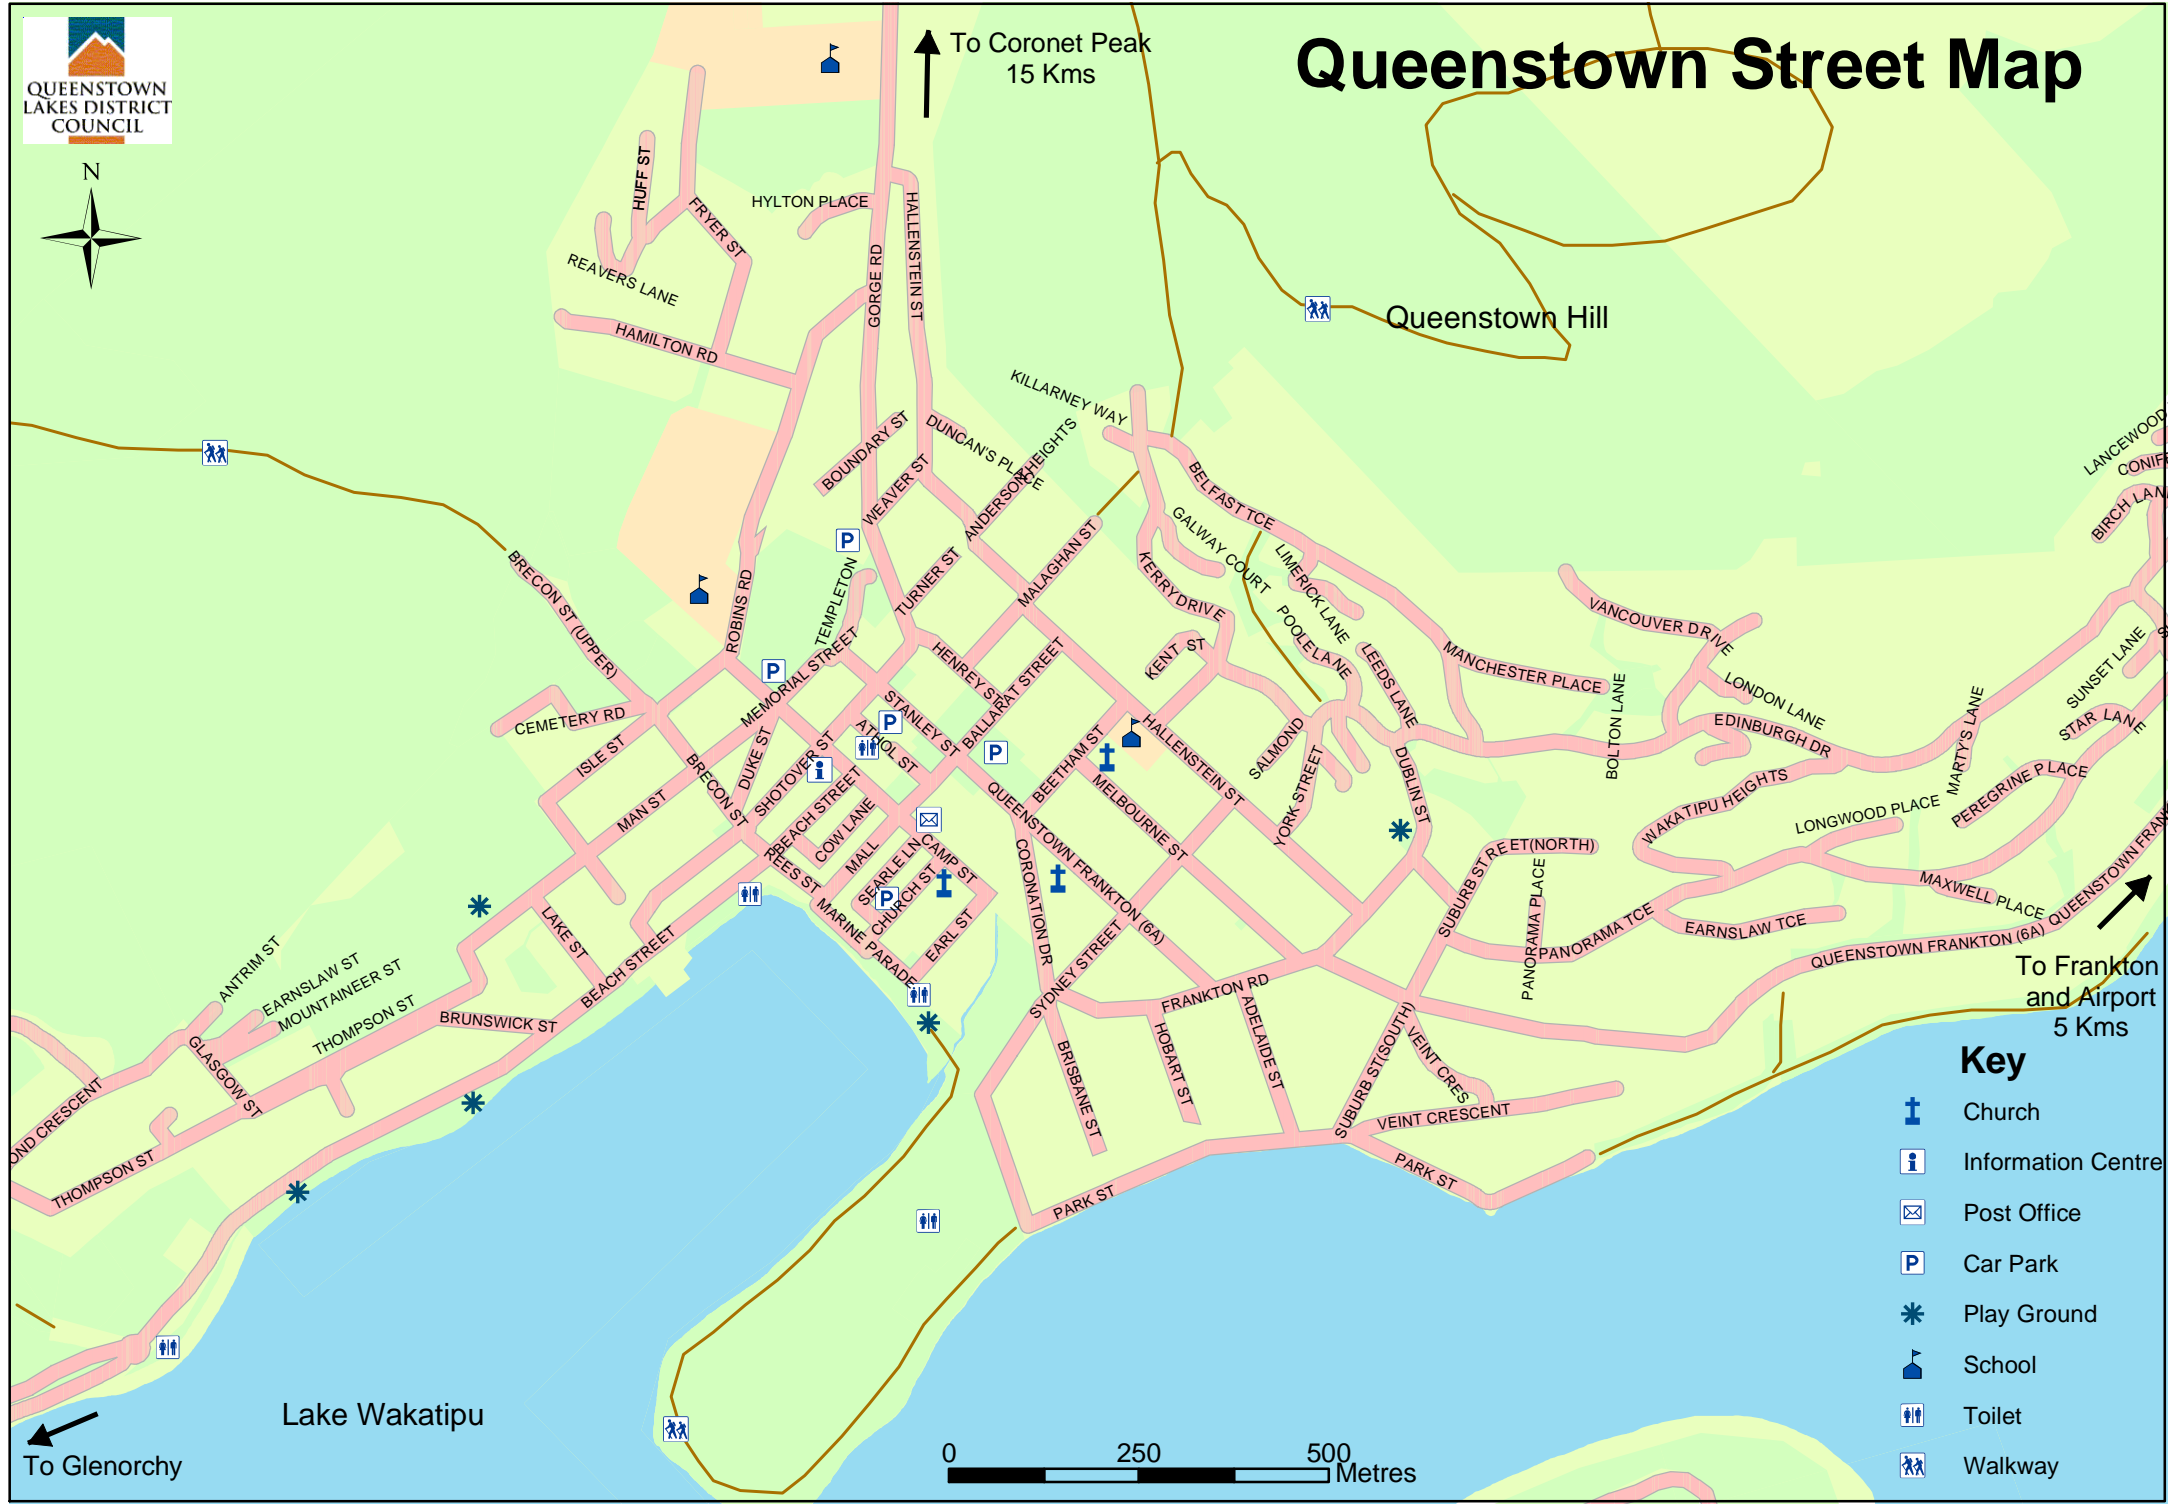 QUEENSTOWN
LAKES DISTRICT
COUNCIL
N
To Coronet Peak
15 Kms
Queenstown Street Map
HUFF ST
FRYER ST
HYLTON PLACE
HALLENSTEIN ST
GORGE RD
REAVERS LANE
HAMILTON RD
Queenstown Hill
KILLARNEY WAY
BOUNDARY ST
DUNCAN'S PLACE
ANDERSON HEIGHTS
WEAVER ST
BELFAST TCE
LANCEWOOD
CONIF
BIRCH LAN
GALWAY COURT
MALAGHAN ST
KERRY DRIVE
LIMERICK LANE
BRECON ST (UPPER)
P
ROBINS RD
TEMPLETON
TURNER ST
POOLE LANE
VANCOUVER DRIVE
MEMORIAL STREET
HENREY ST
BALLARAT STREET
KENT ST
LEEDS LANE
MANCHESTER PLACE
BOLTON LANE
LONDON LANE
EDINBURGH DR
MARTY'S LANE
SUNSET LANE
STAR LANE
P
CEMETERY RD
ISLE ST
MAN ST
BRECON ST
DUKE ST
SHOTOVER ST
ATHOL ST
STANLEY ST
P
P
BEETHAM ST
HALLENSTEIN ST
SALMOND
YORK STREET
DUBLIN ST
WAKATIPU HEIGHTS
LONGWOOD PLACE
PEREGRINE PLACE
BEACH STREET
COW LANE
MALL
SEARLE LN
CAMP ST
CHURCH ST
P
REES ST
MARINE PARADE
EARL ST
MELBOURNE ST
QUEENSTOWN FRANKTON (6A)
CORONATION DR
SUBURB STREET (NORTH)
PANORAMA PLACE
PANORAMA TCE
EARNSLAW TCE
MAXWELL PLACE
QUEENSTOWN FRANKTON (6A)
QUEENSTOWN FRAN
LAKE ST
BEACH STREET
ANTRIM ST
EARNSLAW ST
MOUNTAINEER ST
THOMPSON ST
BRUNSWICK ST
GLASGOW ST
OND CRESCENT
THOMPSON ST
SYDNEY STREET
FRANKTON RD
HOBART ST
ADELAIDE ST
BRISBANE ST
SUBURB ST (SOUTH)
VEINT CRES
VEINT CRESCENT
PARK ST
PARK ST
To Frankton
and Airport
5 Kms
Key
Church
Information Centre
Post Office
P
Car Park
Play Ground
School
Toilet
Walkway
Lake Wakatipu
To Glenorchy
0 250 500
Metres